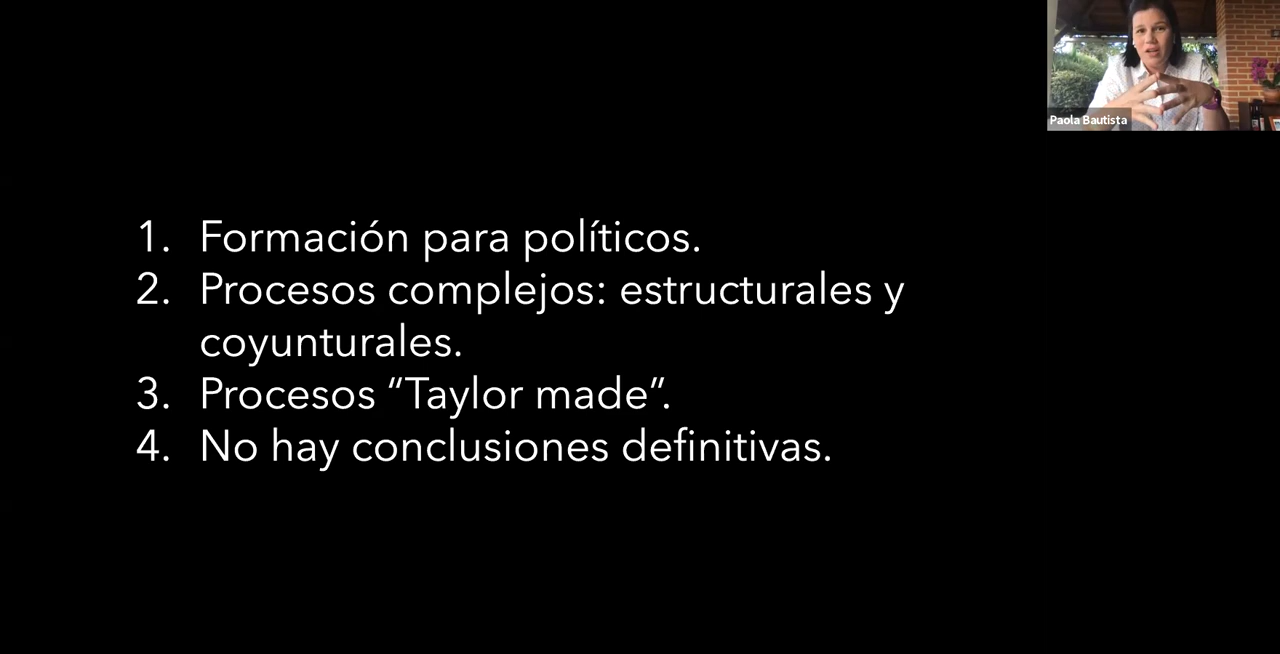 Paola Bautista
1. Formación para políticos.
2. Procesos complejos: estructurales y
coyunturales.
3. Procesos “Taylor made”.
4. No hay conclusiones definitivas.